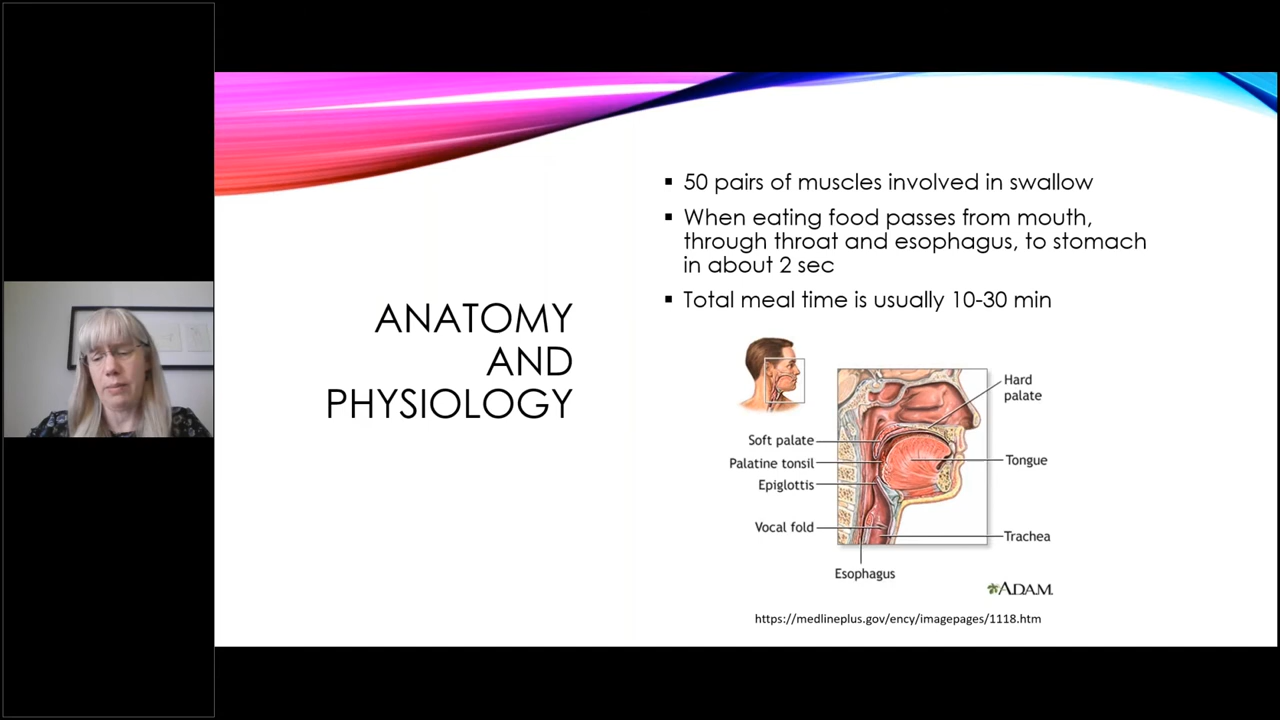 ANATOMY
AND
PHYSIOLOGY
▪ 50 pairs of muscles involved in swallow
▪ When eating food passes from mouth,
through throat and esophagus, to stomach
in about 2 sec
▪ Total meal time is usually 10-30 min
Hard
palate
Soft palate
Palatine tonsil
Epiglottis
Tongue
Vocal fold
Trachea
Esophagus
ADAM.
https://medlineplus.gov/ency/imagepages/1118.htm